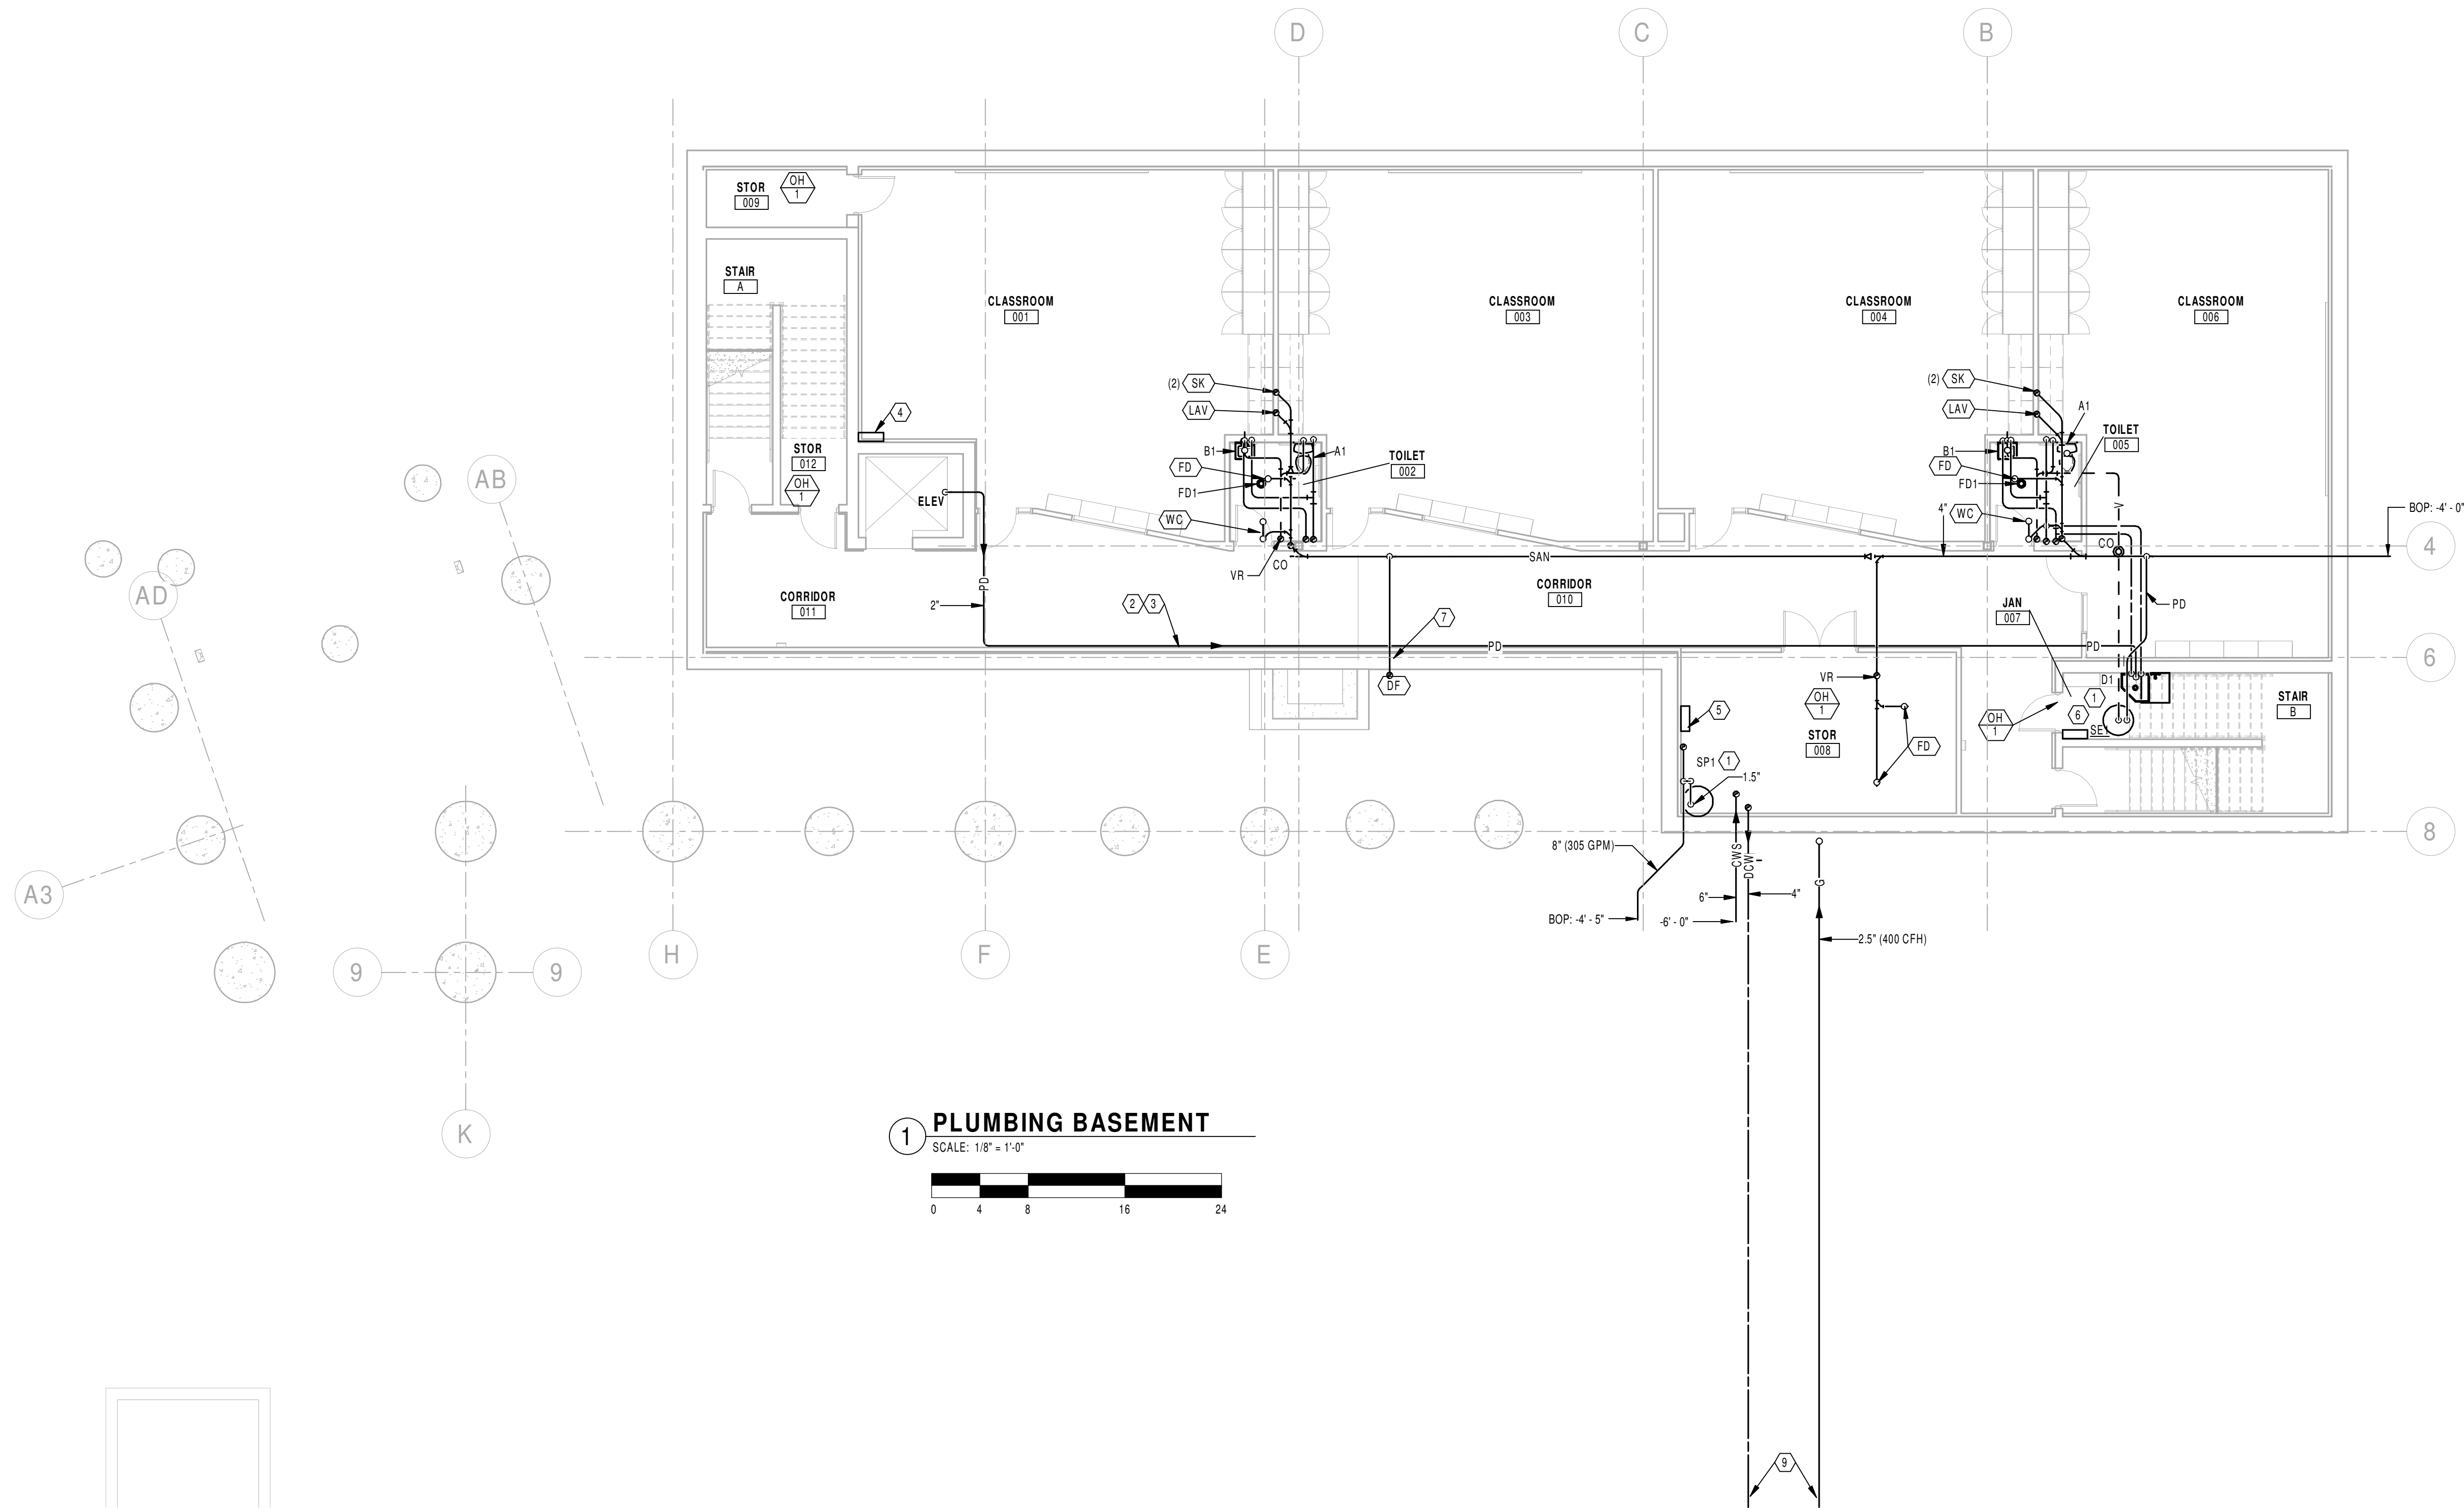 D
C
B
STOR
009
OH
1
STAIR
A
CLASSROOM
001
CLASSROOM
003
CLASSROOM
004
CLASSROOM
006
(2) SK
LAV
4
(2) SK
LAV
A1
STOR
012
OH
1
B1
A1
FD
FD1
TOILET
002
B1
FD
FD1
TOILET
005
AB
ELEV
WC
4"
WC
V
BOP: -4' - 0"
CO
SAN
CO
4
VR
AD
CORRIDOR
011
2"
PD
2
3
CORRIDOR
010
7
JAN
007
PD
PD
PD
6
DF
VR
OH
1
D1
1
6
STAIR
B
5
OH
1
SE1
STOR
008
FD
SP1
1
1.5"
8
8" (305 GPM)
CWS
DCW
G
A3
6"
4"
BOP: -4' - 5"
-6' - 0"
2.5" (400 CFH)
H
F
E
9
9
K
1
PLUMBING BASEMENT
SCALE: 1/8" = 1'-0"
0 4 8 16 24
9